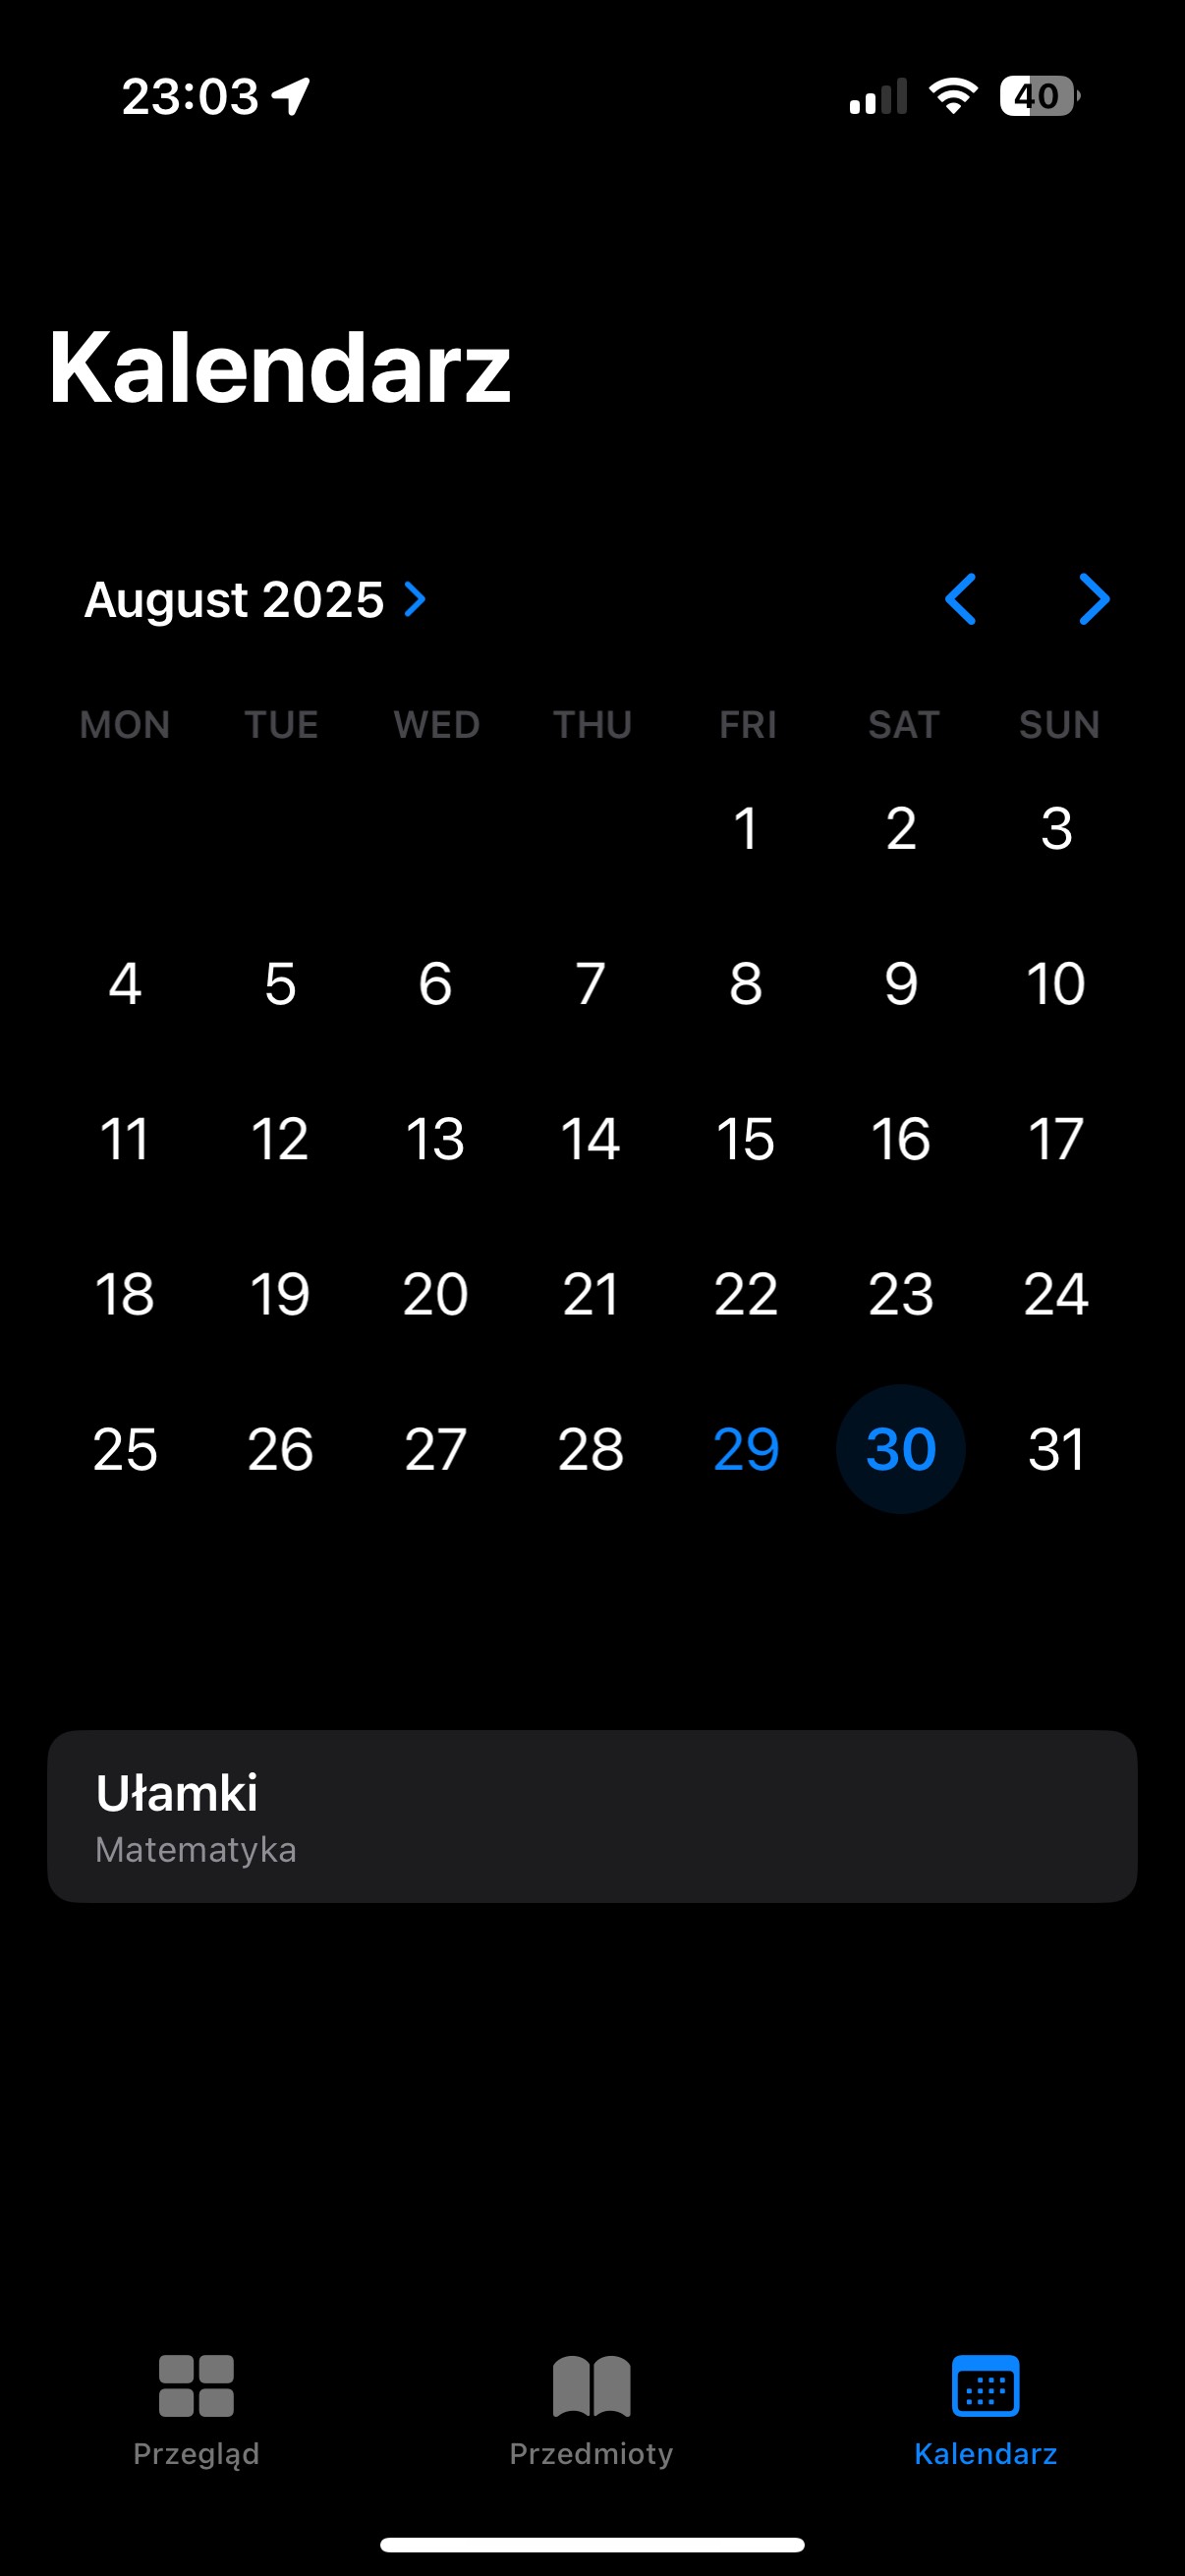 23:03
40
Kalendarz
August 2025
MON TUE WED THU FRI SAT SUN
1 2 3
4 5 6 7 8 9 10
11 12 13 14 15 16 17
18 19 20 21 22 23 24
25 26 27 28 29 30 31
Ułamki
Matematyka
Przegląd Przedmioty Kalendarz